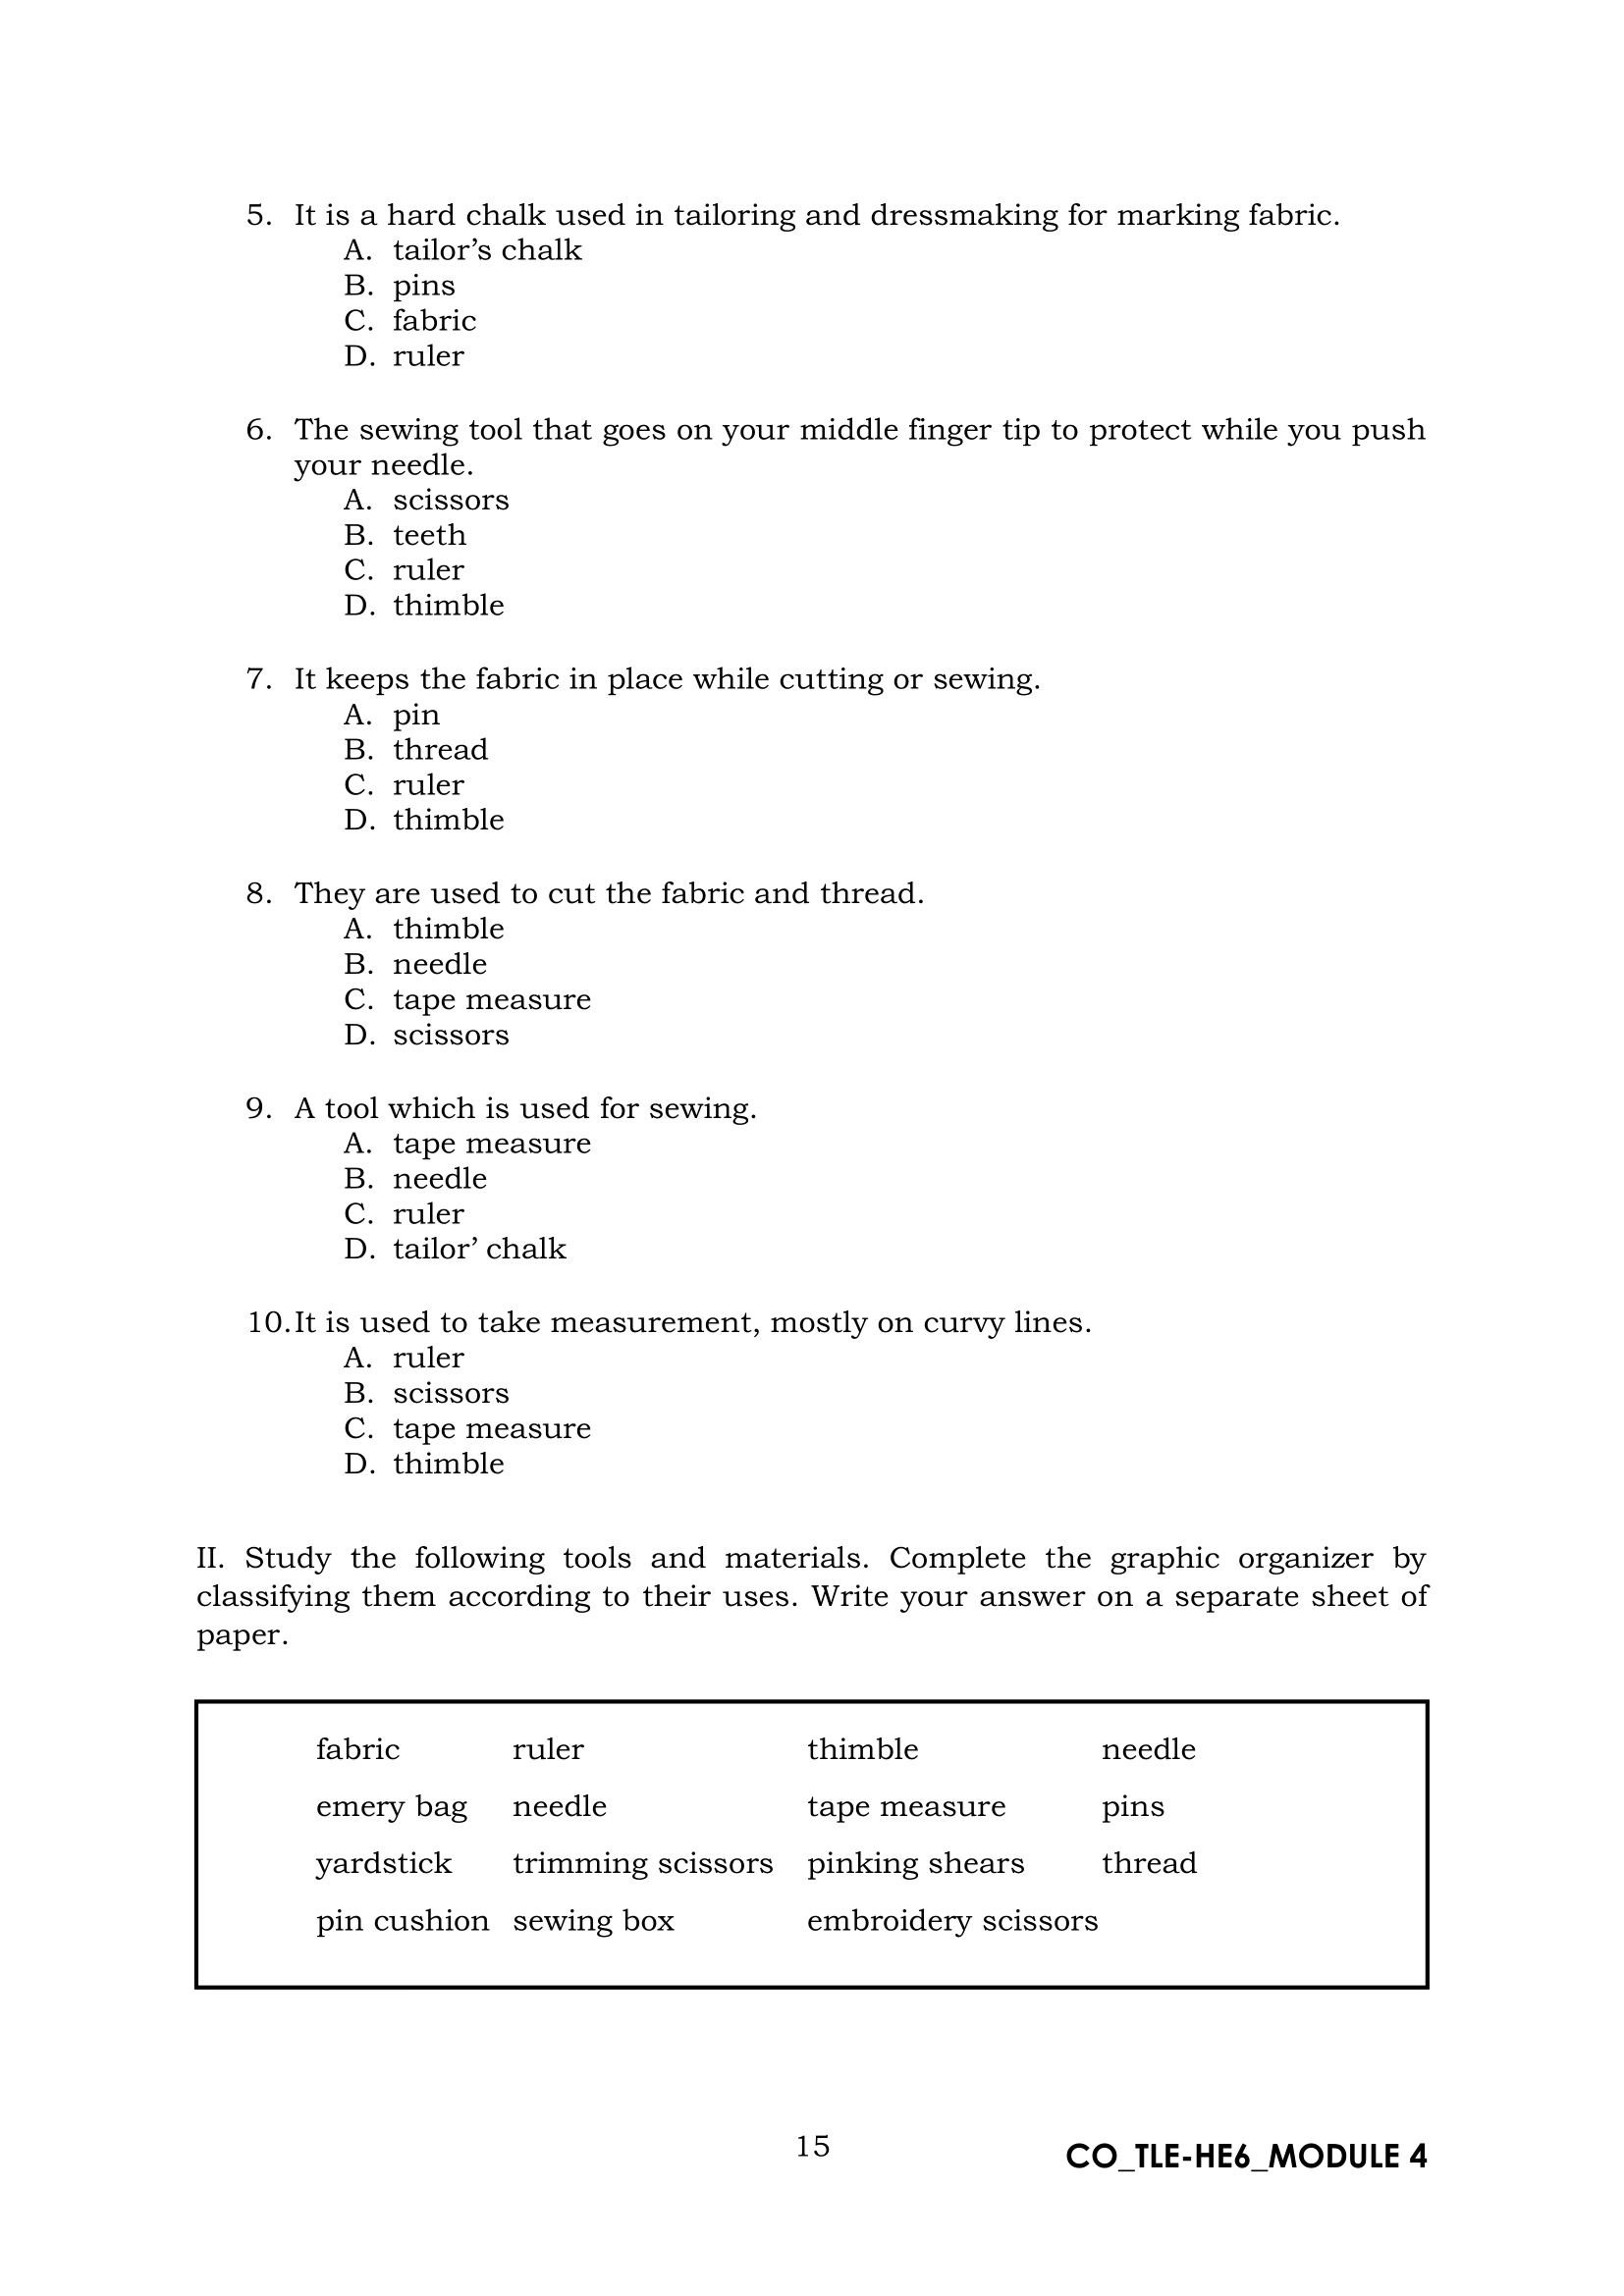 5. It is a hard chalk used in tailoring and dressmaking for marking fabric.
A. tailor’s chalk
B. pins
C. fabric
D. ruler
6. The sewing tool that goes on your middle finger tip to protect while you push
your needle.
A. scissors
B. teeth
C. ruler
D. thimble
7. It keeps the fabric in place while cutting or sewing.
A. pin
B. thread
C. ruler
D. thimble
8. They are used to cut the fabric and thread.
A. thimble
B. needle
C. tape measure
D. scissors
9. A tool which is used for sewing.
A. tape measure
B. needle
C. ruler
D. tailor’ chalk
10. It is used to take measurement, mostly on curvy lines.
A. ruler
B. scissors
C. tape measure
D. thimble
II. Study the following tools and materials. Complete the graphic organizer by
classifying them according to their uses. Write your answer on a separate sheet of
paper.
fabric ruler thimble needle
emery bag needle tape measure pins
yardstick trimming scissors pinking shears thread
pin cushion sewing box embroidery scissors
15
CO_TLE-HE6_MODULE 4